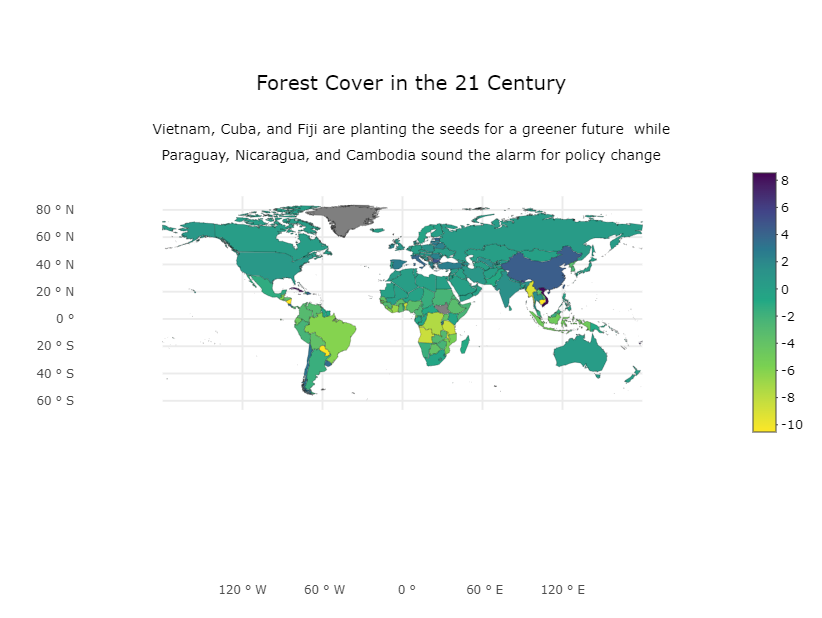 Forest Cover in the 21 Century
Vietnam, Cuba, and Fiji are planting the seeds for a greener future  while
Paraguay, Nicaragua, and Cambodia sound the alarm for policy change
80 ° N
60 ° N
40 ° N
20 ° N
0 °
20 ° S
40 ° S
60 ° S
8
6
4
2
0
-2
-4
-6
-8
-10
120 ° W 60 ° W 0 ° 60 ° E 120 ° E